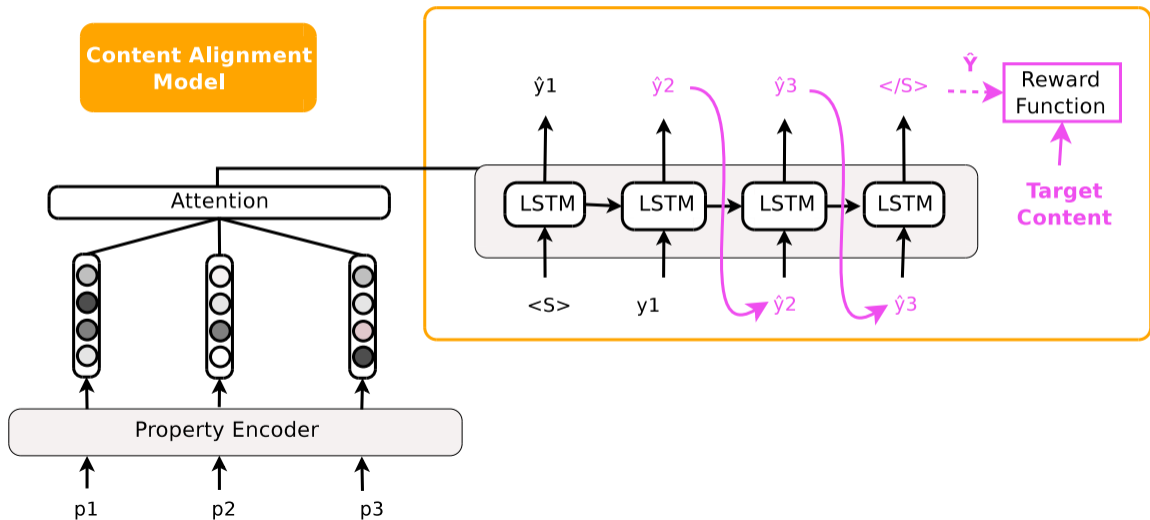 Content Alignment
Model
ŷ1 ŷ2 ŷ3 </S> Ŷ
Reward
Function
Target
Content
Attention
LSTM LSTM LSTM LSTM
<S> y1 ŷ2 ŷ3
Property Encoder
p1 p2 p3